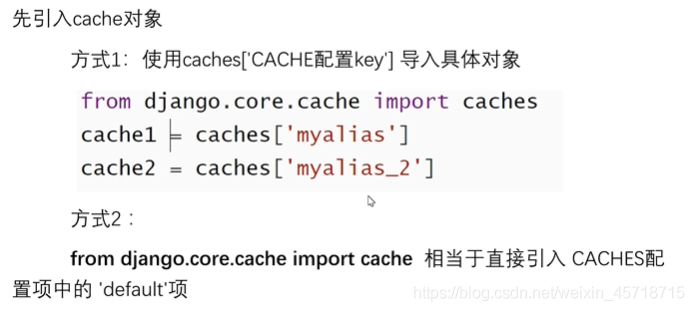 先引入cache对象
方式1：使用caches['CACHE配置key'] 导入具体对象
from django.core.cache import caches
cache1 = caches['myalias']
cache2 = caches['myalias_2']
方式2：
from django.core.cache import cache 相当于直接引入 CACHES配
置项中的 'default'项
https://blog.csdn.net/weixin_45718715